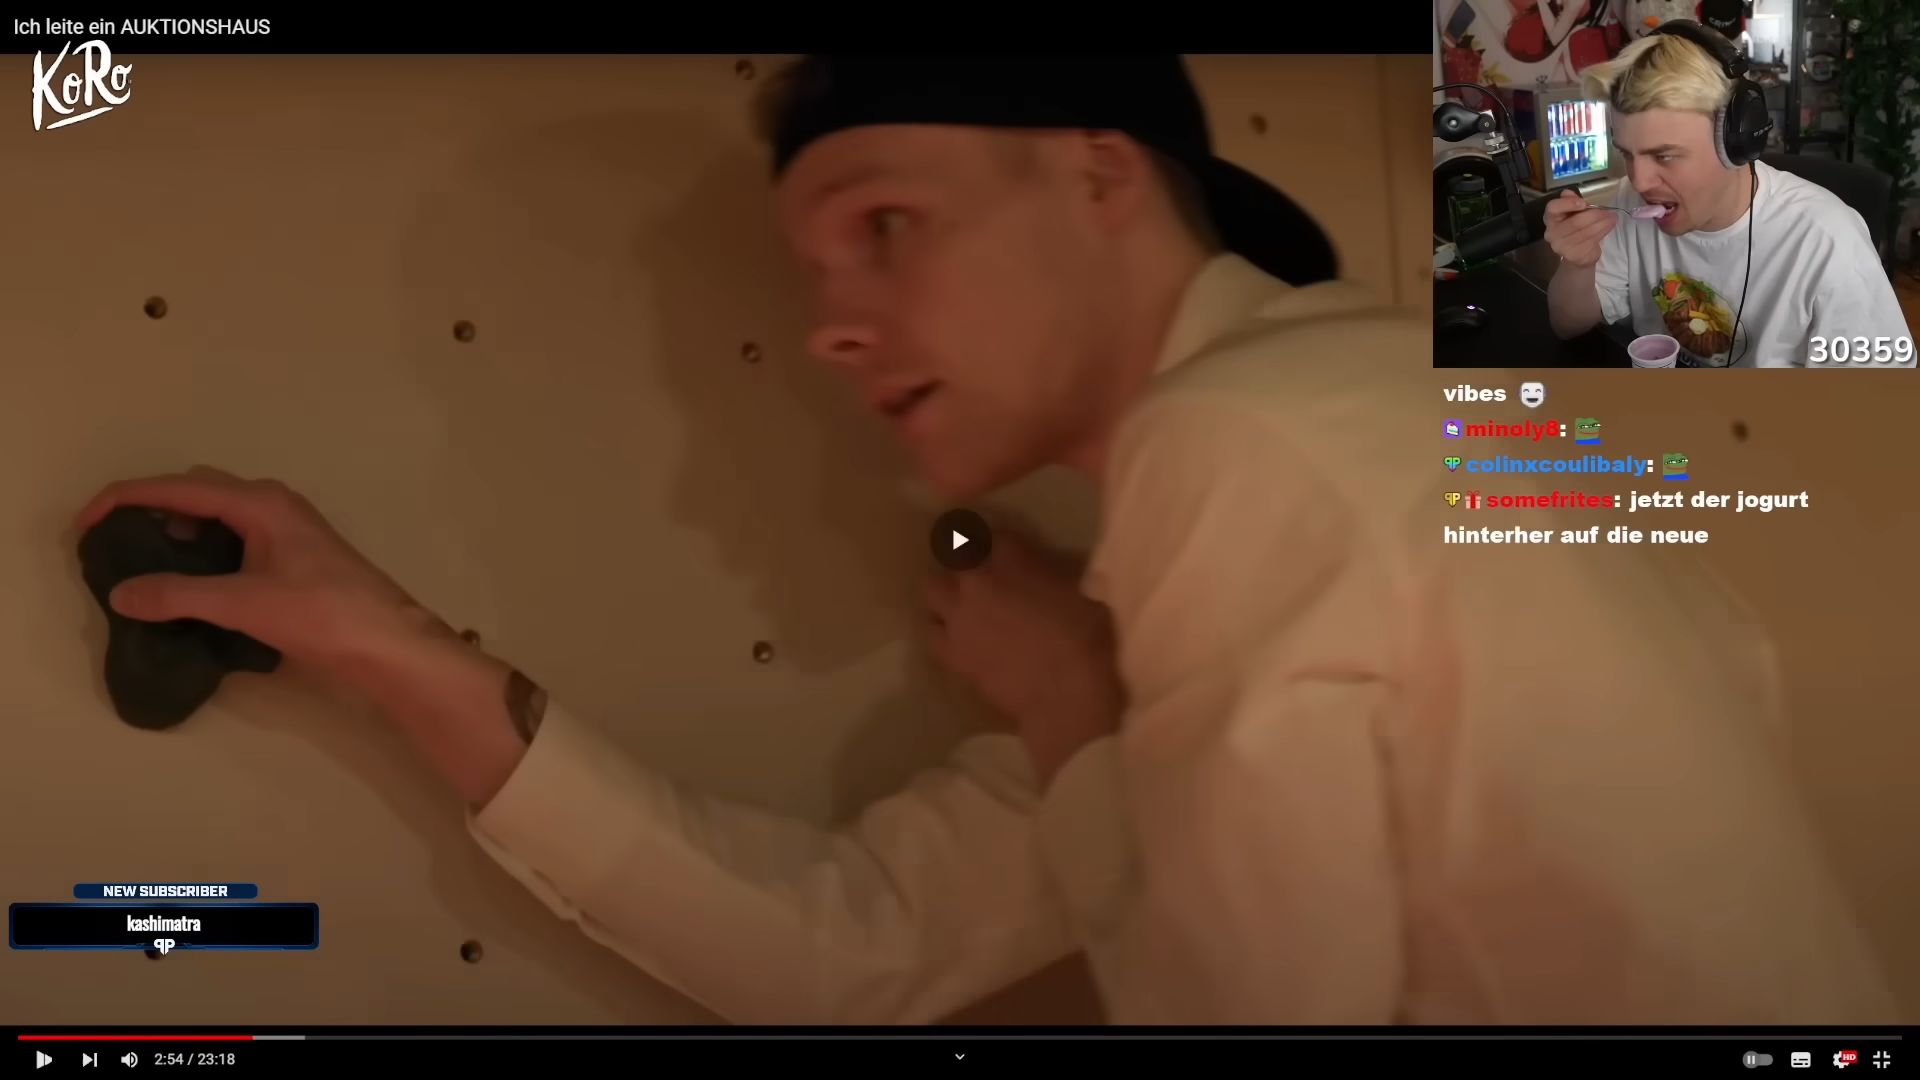 Ich leite ein AUKTIONSHAUS
KoRo
30359
vibes
minoly8:
colinxcoulibaly:
somefrites: jetzt der jogurt
hinterher auf die neue
NEW SUBSCRIBER
kashimatra
2:54 / 23:18
HD